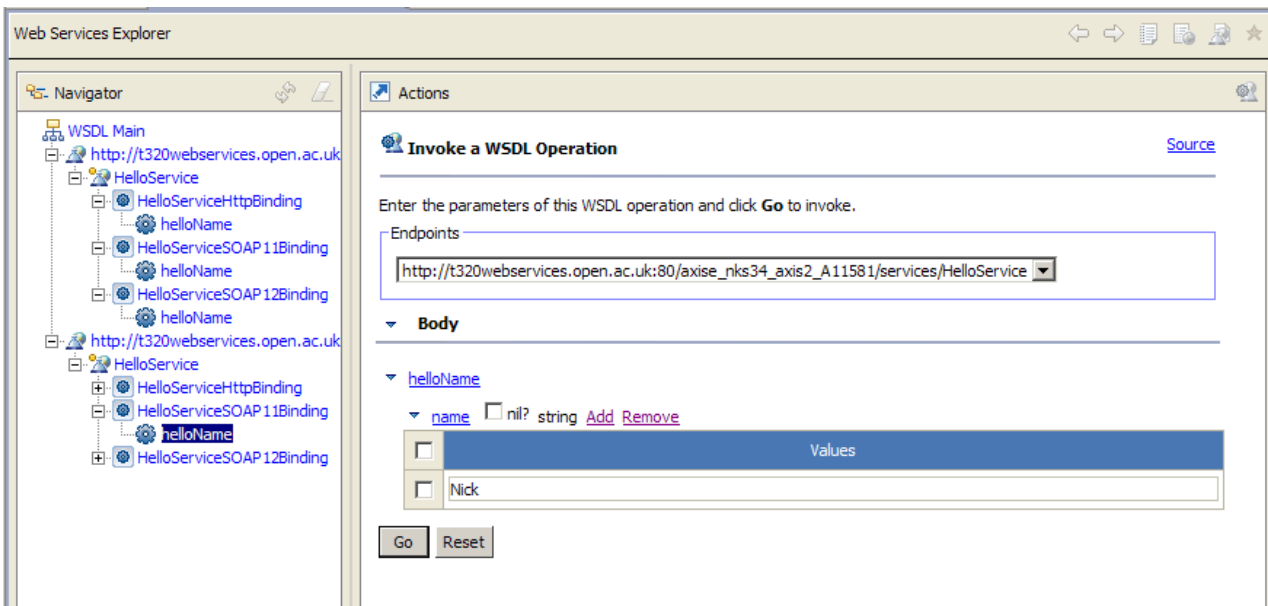 Web Services Explorer
Navigator
WSDL Main
http://t320webservices.open.ac.uk
HelloService
HelloServiceHttpBinding
helloName
HelloServiceSOAP11Binding
helloName
HelloServiceSOAP12Binding
helloName
http://t320webservices.open.ac.uk
HelloService
HelloServiceHttpBinding
HelloServiceSOAP11Binding
helloName
HelloServiceSOAP12Binding
Actions
Invoke a WSDL Operation
Source
Enter the parameters of this WSDL operation and click Go to invoke.
Endpoints
http://t320webservices.open.ac.uk:80/axise_nks34_axis2_A11581/services/HelloService
Body
helloName
name nil? string Add Remove
Values
Nick
Go Reset